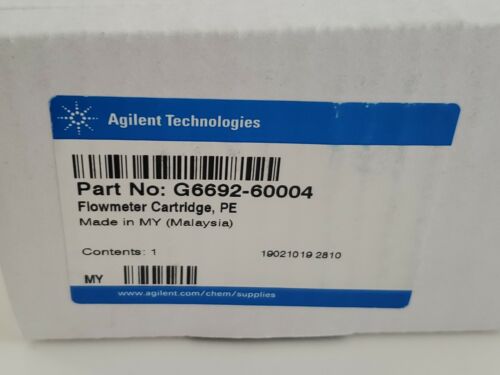 Agilent Technologies
Part No: G6692-60004
Flowmeter Cartridge, PE
Made in MY (Malaysia)
Contents: 1 19021019 2810
MY
www.agilent.com/chem/supplies